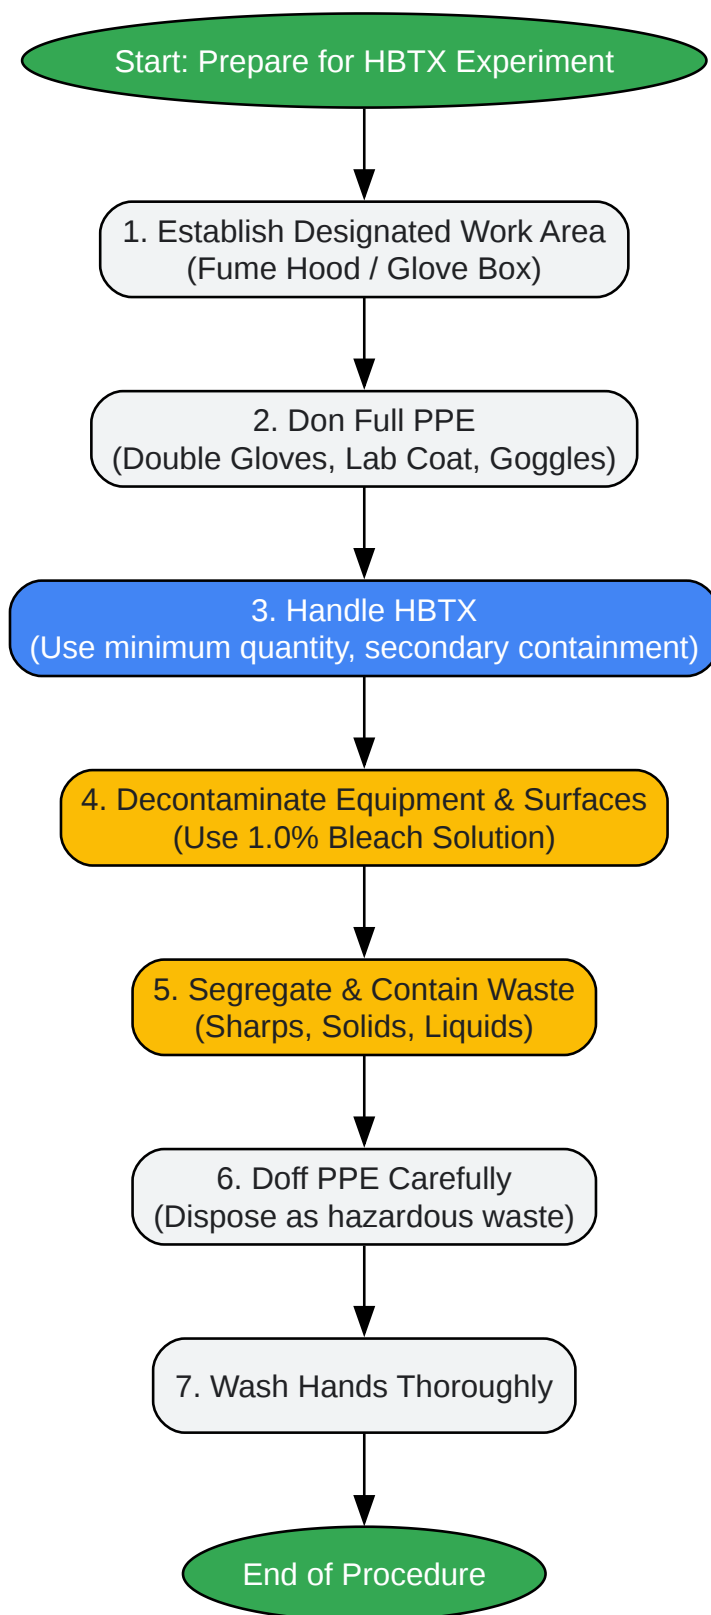 Start: Prepare for HBTX Experiment
1. Establish Designated Work Area
(Fume Hood / Glove Box)
2. Don Full PPE
(Double Gloves, Lab Coat, Goggles)
3. Handle HBTX
(Use minimum quantity, secondary containment)
4. Decontaminate Equipment & Surfaces
(Use 1.0% Bleach Solution)
5. Segregate & Contain Waste
(Sharps, Solids, Liquids)
6. Doff PPE Carefully
(Dispose as hazardous waste)
7. Wash Hands Thoroughly
End of Procedure